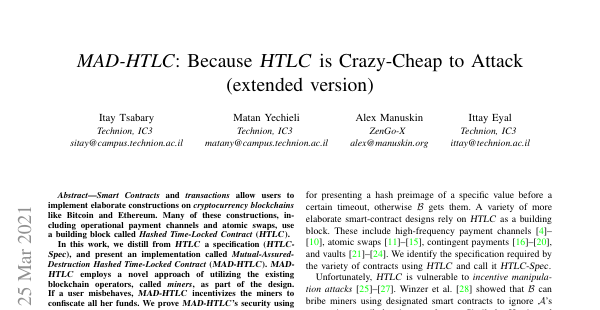 MAD-HTLC: Because HTLC is Crazy-Cheap to Attack
(extended version)
Itay Tsabary
Technion, IC3
sitay@campus.technion.ac.il
Matan Yechieli
Technion, IC3
matany@campus.technion.ac.il
Alex Manuskin
ZenGo-X
alex@manuskin.org
Ittay Eyal
Technion, IC3
ittay@technion.ac.il
25 Mar 2021
Abstract—Smart Contracts and transactions allow users to
implement elaborate constructions on cryptocurrency blockchains
like Bitcoin and Ethereum. Many of these constructions, in-
cluding operational payment channels and atomic swaps, use
a building block called Hashed Time-Locked Contract (HTLC).
In this work, we distill from HTLC a specification (HTLC-
Spec), and present an implementation called Mutual-Assured-
Destruction Hashed Time-Locked Contract (MAD-HTLC). MAD-
HTLC employs a novel approach of utilizing the existing
blockchain operators, called miners, as part of the design.
If a user misbehaves, MAD-HTLC incentivizes the miners to
confiscate all her funds. We prove MAD-HTLC's security using
for presenting a hash preimage of a specific value before a
certain timeout, otherwise B gets them. A variety of more
elaborate smart-contract designs rely on HTLC as a building
block. These include high-frequency payment channels [4]–
[10], atomic swaps [11]–[15], contingent payments [16]–[20],
and vaults [21]–[24]. We identify the specification required by
the variety of contracts using HTLC and call it HTLC-Spec.
Unfortunately, HTLC is vulnerable to incentive manipula-
tion attacks [25]–[27]. Winzer et al. [28] showed that B can
bribe miners using designated smart contracts to ignore A's